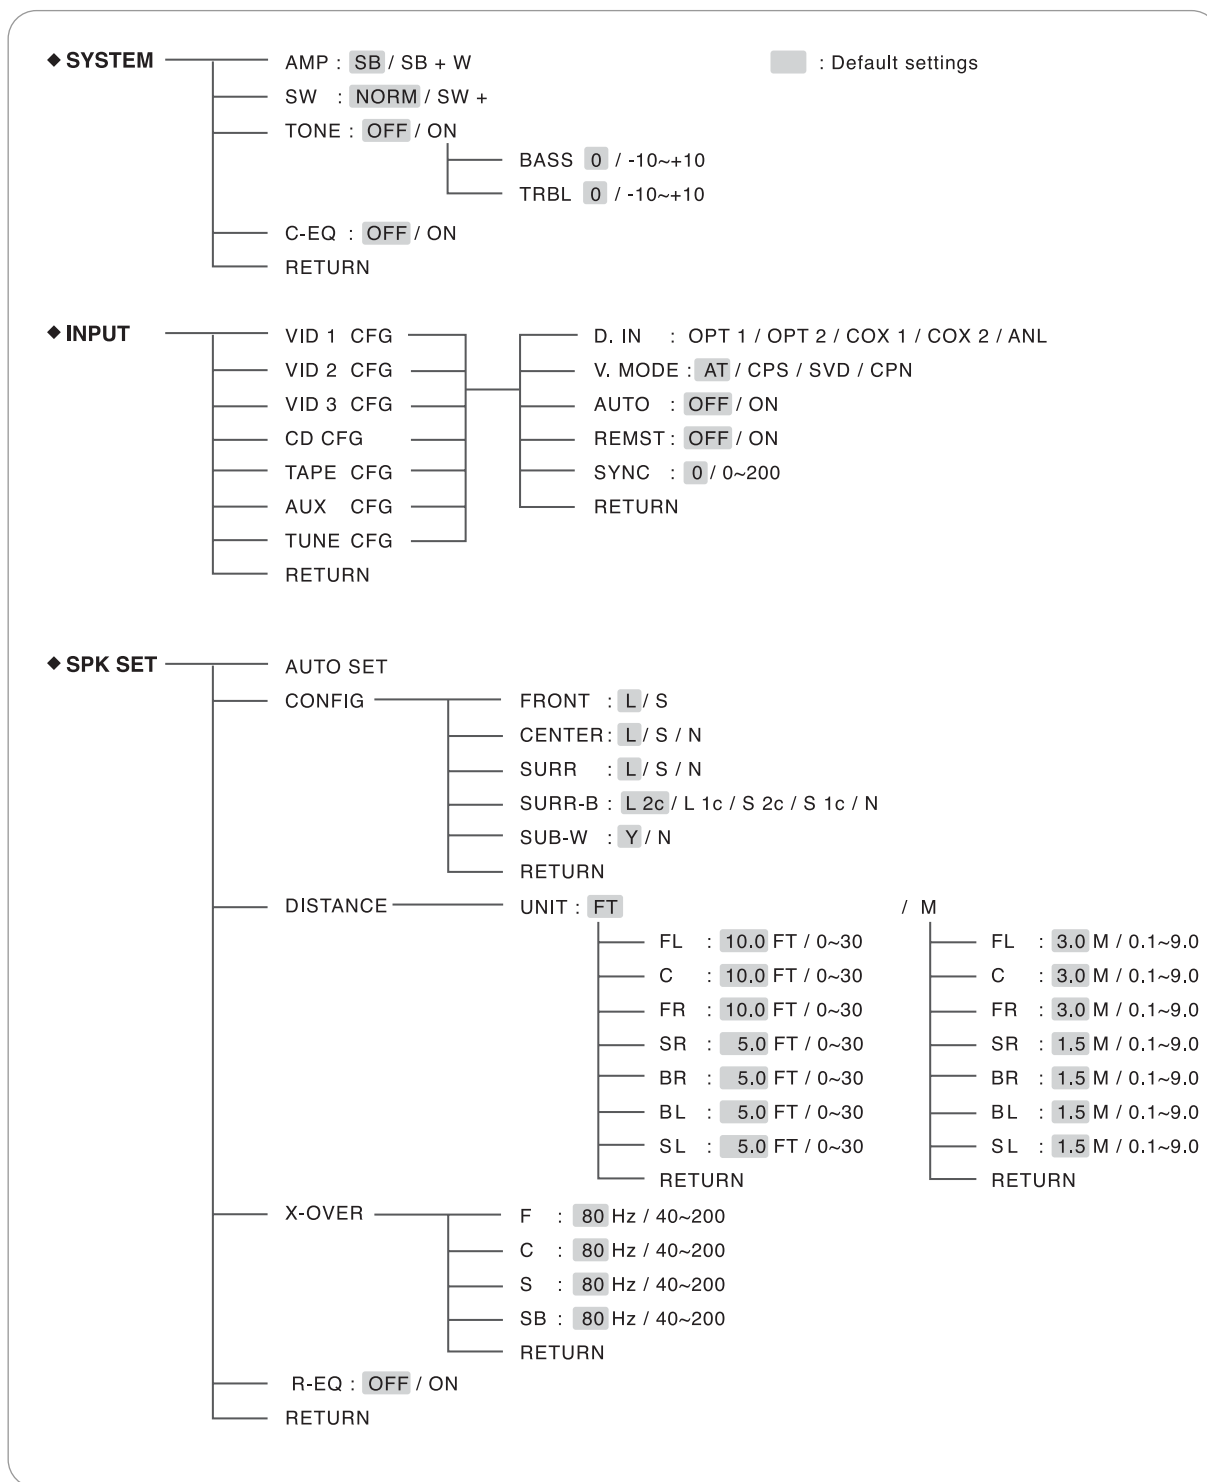 ◆ SYSTEM
AMP : SB / SB + W
: Default settings
SW : NORM / SW +
TONE : OFF / ON
BASS 0 / -10~+10
TRBL 0 / -10~+10
C-EQ : OFF / ON
RETURN
◆ INPUT
VID 1 CFG
VID 2 CFG
VID 3 CFG
CD CFG
TAPE CFG
AUX CFG
TUNE CFG
RETURN
D. IN : OPT 1 / OPT 2 / COX 1 / COX 2 / ANL
V. MODE : AT / CPS / SVD / CPN
AUTO : OFF / ON
REMST : OFF / ON
SYNC : 0 / 0~200
RETURN
◆ SPK SET
AUTO SET
CONFIG
FRONT : L / S
CENTER : L / S / N
SURR : L / S / N
SURR-B : L 2c / L 1c / S 2c / S 1c / N
SUB-W : Y / N
RETURN
DISTANCE
UNIT : FT / M
FL : 10.0 FT / 0~30
C : 10.0 FT / 0~30
FR : 10.0 FT / 0~30
SR : 5.0 FT / 0~30
BR : 5.0 FT / 0~30
BL : 5.0 FT / 0~30
SL : 5.0 FT / 0~30
RETURN
FL : 3.0 M / 0.1~9.0
C : 3.0 M / 0.1~9.0
FR : 3.0 M / 0.1~9.0
SR : 1.5 M / 0.1~9.0
BR : 1.5 M / 0.1~9.0
BL : 1.5 M / 0.1~9.0
SL : 1.5 M / 0.1~9.0
RETURN
X-OVER
F : 80 Hz / 40~200
C : 80 Hz / 40~200
S : 80 Hz / 40~200
SB : 80 Hz / 40~200
RETURN
R-EQ : OFF / ON
RETURN